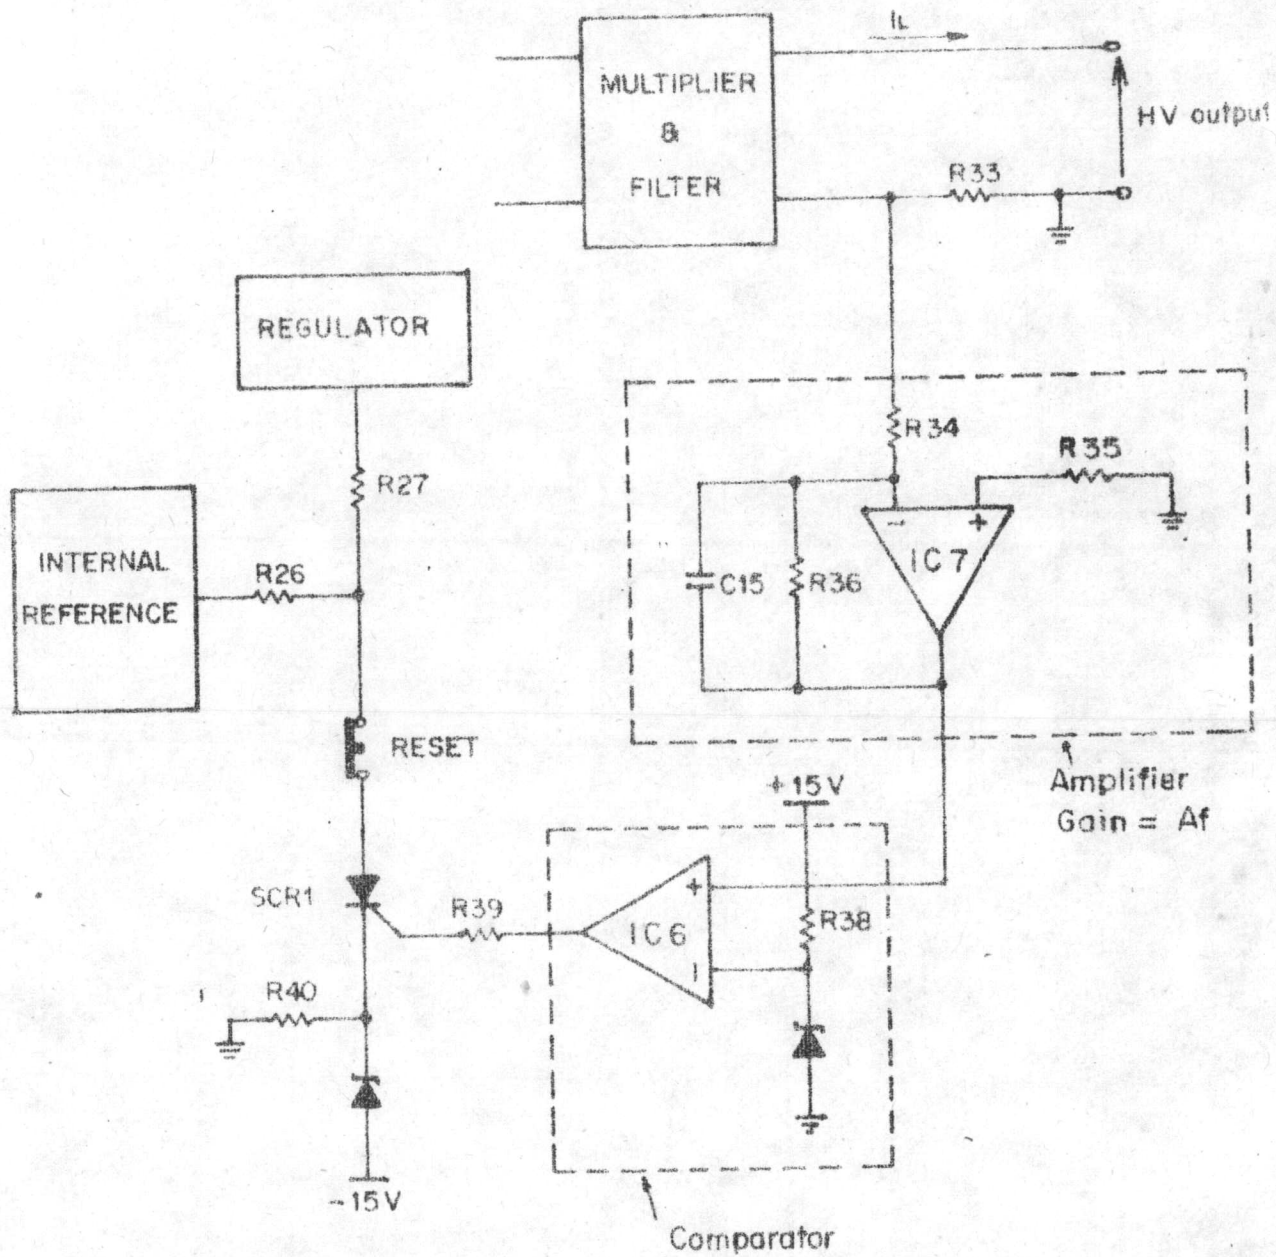 IL
MULTIPLIER
&
FILTER
HV output
R33
REGULATOR
R34
R35
R27
INTERNAL
REFERENCE
R26
- +
IC7
C15
R36
RESET
+15V
Amplifier
Gain = Af
SCR1
R39
+
IC6
-
R38
R40
-15V
Comparator